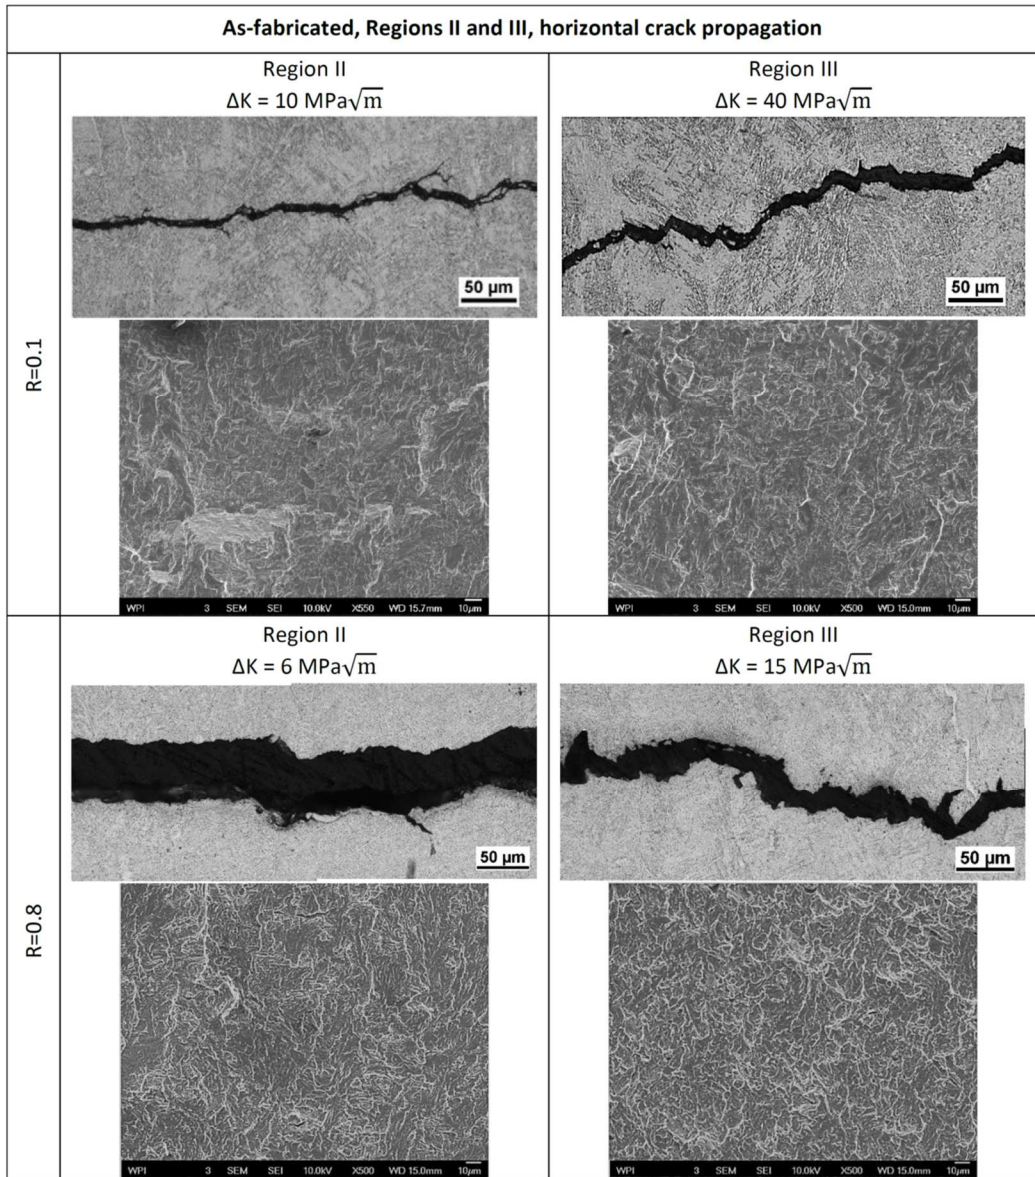 As-fabricated, Regions II and III, horizontal crack propagation
Region II
ΔK = 10 MPa√m
Region III
ΔK = 40 MPa√m
R=0.1
50 µm
50 µm
WPI 3 SEM SEI 10.0kV X550 WD 15.7mm 10µm
WPI 3 SEM SEI 10.0kV X500 WD 15.0mm 10µm
Region II
ΔK = 6 MPa√m
Region III
ΔK = 15 MPa√m
R=0.8
50 µm
50 µm
WPI 3 SEM SEI 10.0kV X500 WD 15.0mm 10µm
WPI 3 SEM SEI 10.0kV X500 WD 15.0mm 10µm